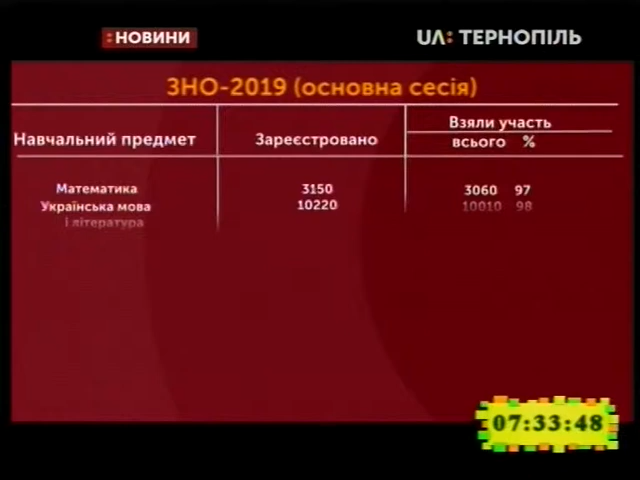 :НОВИНИ
UA: ТЕРНОПІЛЬ
ЗНО-2019 (основна сесія)
Навчальний предмет Зареєстровано Взяли участь
всього %
Математика 3150 3060 97
Українська мова 10220 10010 98
і література
07:33:48